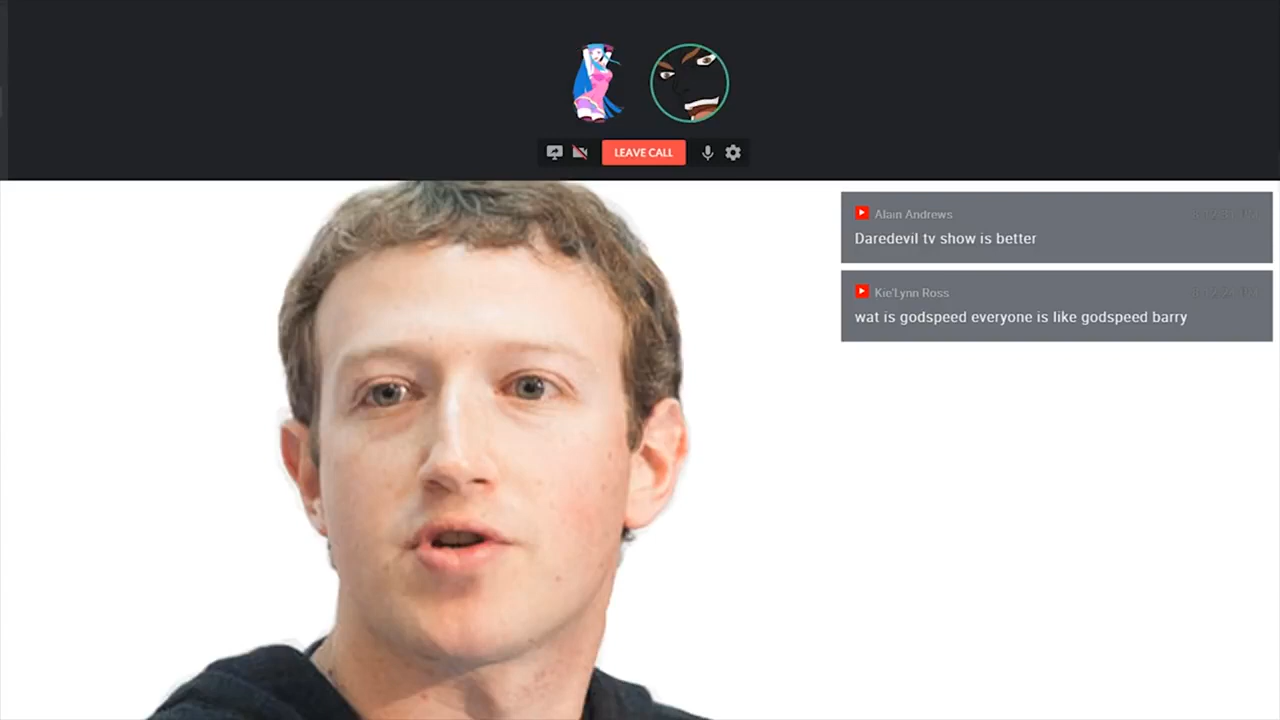 LEAVE CALL
Alain Andrews
Daredevil tv show is better
Kie'Lynn Ross
wat is godspeed everyone is like godspeed barry